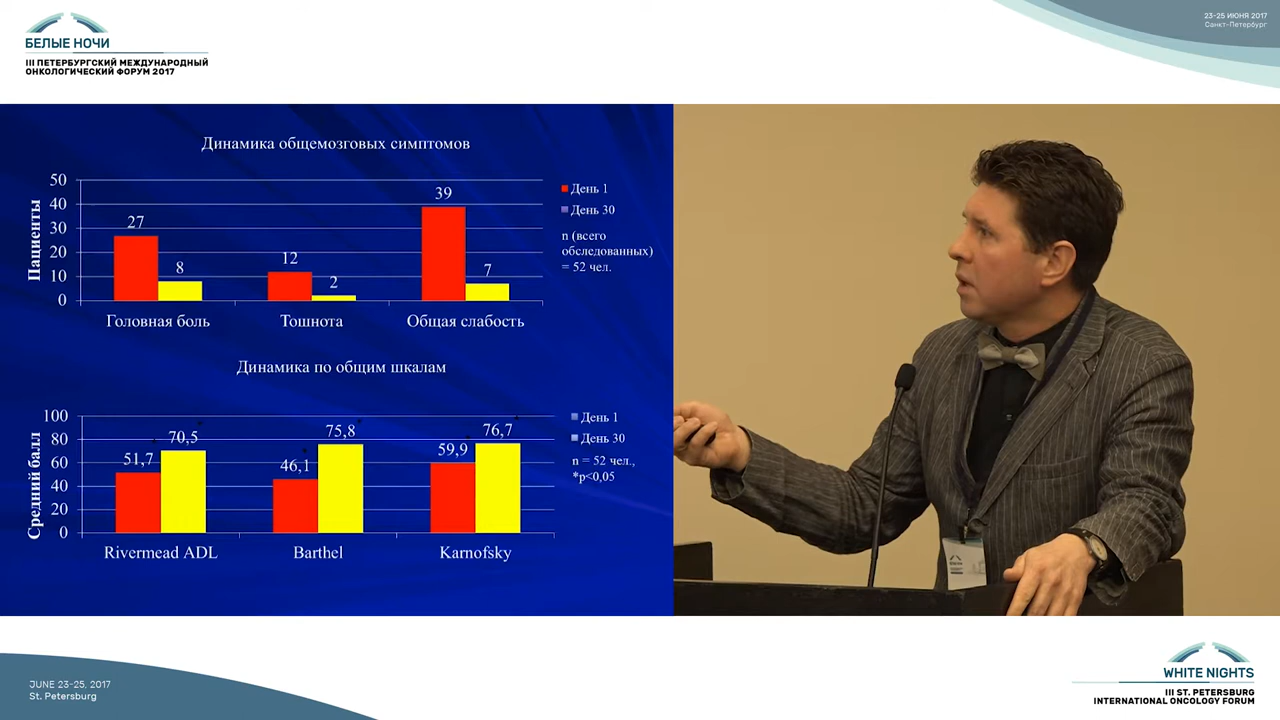 БЕЛЫЕ НОЧИ
III ПЕТЕРБУРГСКИЙ МЕЖДУНАРОДНЫЙ
ОНКОЛОГИЧЕСКИЙ ФОРУМ 2017
23-25 ИЮНЯ 2017
Санкт-Петербург
Динамика общемозговых симптомов
Пациенты
50
40
30
20
10
0
27
8
12
2
39
7
Головная боль
Тошнота
Общая слабость
День 1
День 30
n (всего
обследованных)
= 52 чел.
Динамика по общим шкалам
Средний балл
100
80
60
40
20
0
51,7
70,5
46,1
75,8
59,9
76,7
Rivermead ADL
Barthel
Karnofsky
День 1
День 30
n = 52 чел.,
*p<0,05
JUNE 23-25, 2017
St. Petersburg
WHITE NIGHTS
III ST. PETERSBURG
INTERNATIONAL ONCOLOGY FORUM